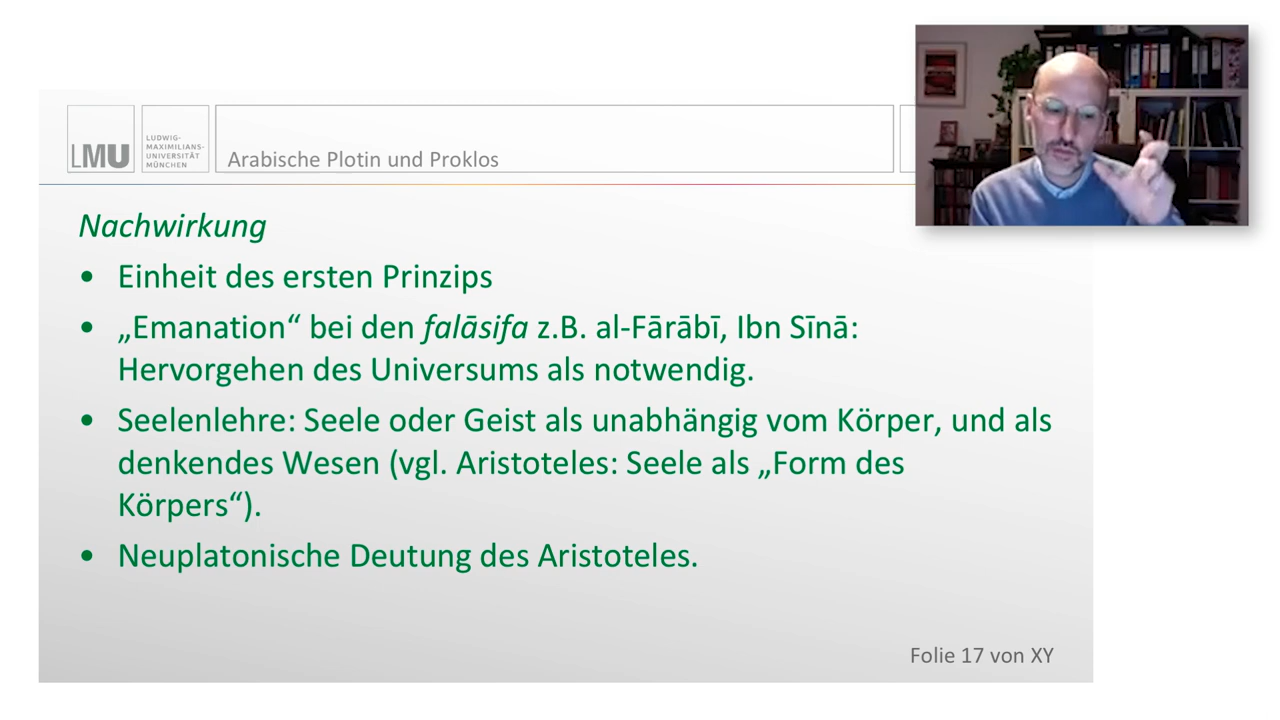 LMU
LUDWIG-
MAXIMILIANS-
UNIVERSITÄT
MÜNCHEN
Arabische Plotin und Proklos
Nachwirkung
• Einheit des ersten Prinzips
• „Emanation“ bei den falāsifa z.B. al-Fārābī, Ibn Sīnā:
Hervorgehen des Universums als notwendig.
• Seelenlehre: Seele oder Geist als unabhängig vom Körper, und als
denkendes Wesen (vgl. Aristoteles: Seele als „Form des
Körpers“).
• Neuplatonische Deutung des Aristoteles.
Folie 17 von XY